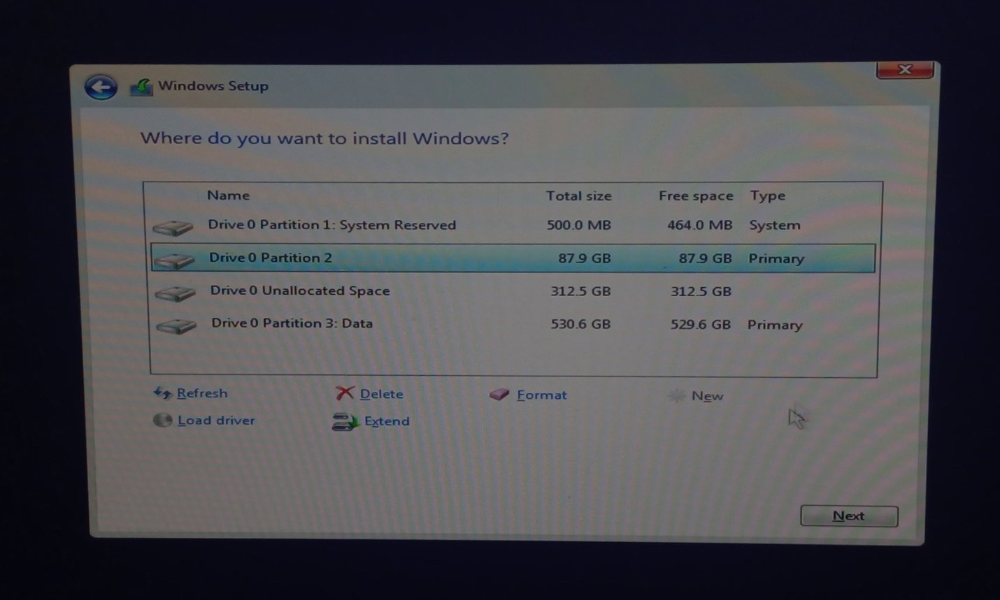 Windows Setup
Where do you want to install Windows?
Name Total size Free space Type
Drive 0 Partition 1: System Reserved 500.0 MB 464.0 MB System
Drive 0 Partition 2 87.9 GB 87.9 GB Primary
Drive 0 Unallocated Space 312.5 GB 312.5 GB
Drive 0 Partition 3: Data 530.6 GB 529.6 GB Primary
Refresh Delete Format New
Load driver Extend
Next